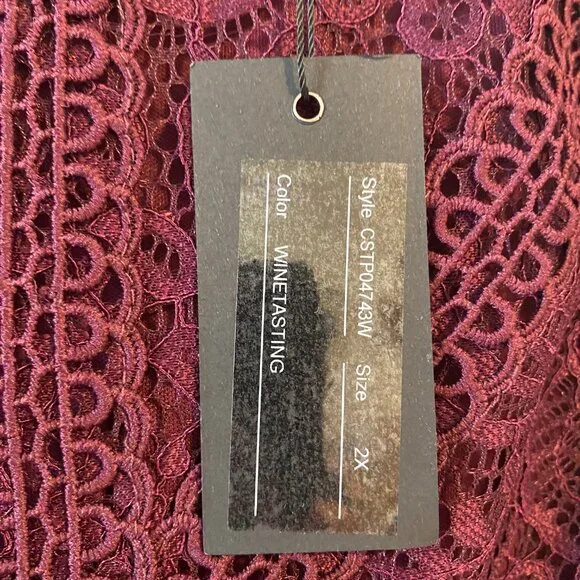 Style CSTP04743W Size 2X
Color WINETASTING